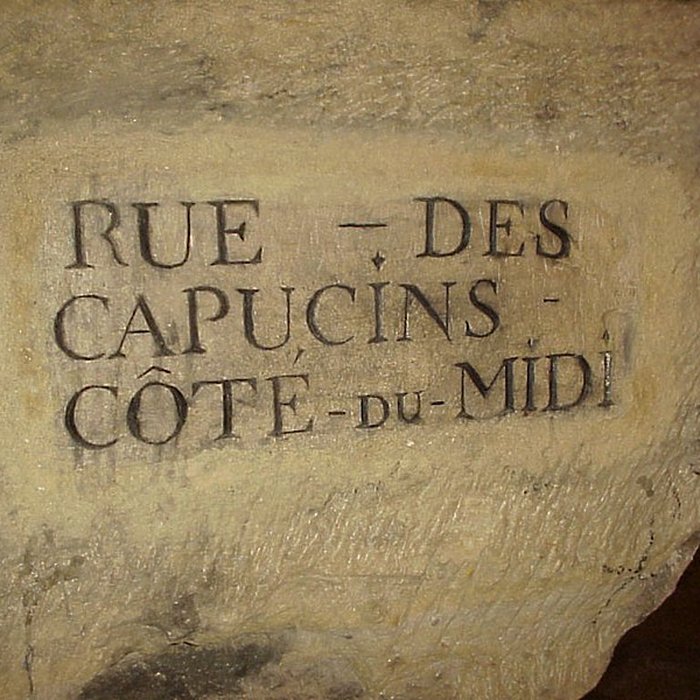 RUE - DES
CAPUCiNS -
CÔTÉ - DU - MiDi